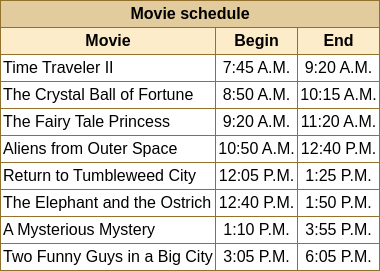 Movie schedule
Movie Begin End
Time Traveler II 7:45 A.M. 9:20 A.M.
The Crystal Ball of Fortune 8:50 A.M. 10:15 A.M.
The Fairy Tale Princess 9:20 A.M. 11:20 A.M.
Aliens from Outer Space 10:50 A.M. 12:40 P.M.
Return to Tumbleweed City 12:05 P.M. 1:25 P.M.
The Elephant and the Ostrich 12:40 P.M. 1:50 P.M.
A Mysterious Mystery 1:10 P.M. 3:55 P.M.
Two Funny Guys in a Big City 3:05 P.M. 6:05 P.M.